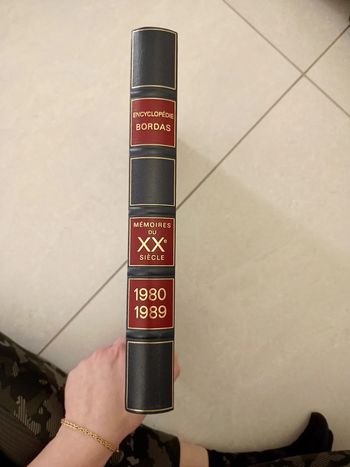 ENCYCLOPÉDIE
BORDAS
MÉMOIRES
DU
XXe
SIÈCLE
1980
1989